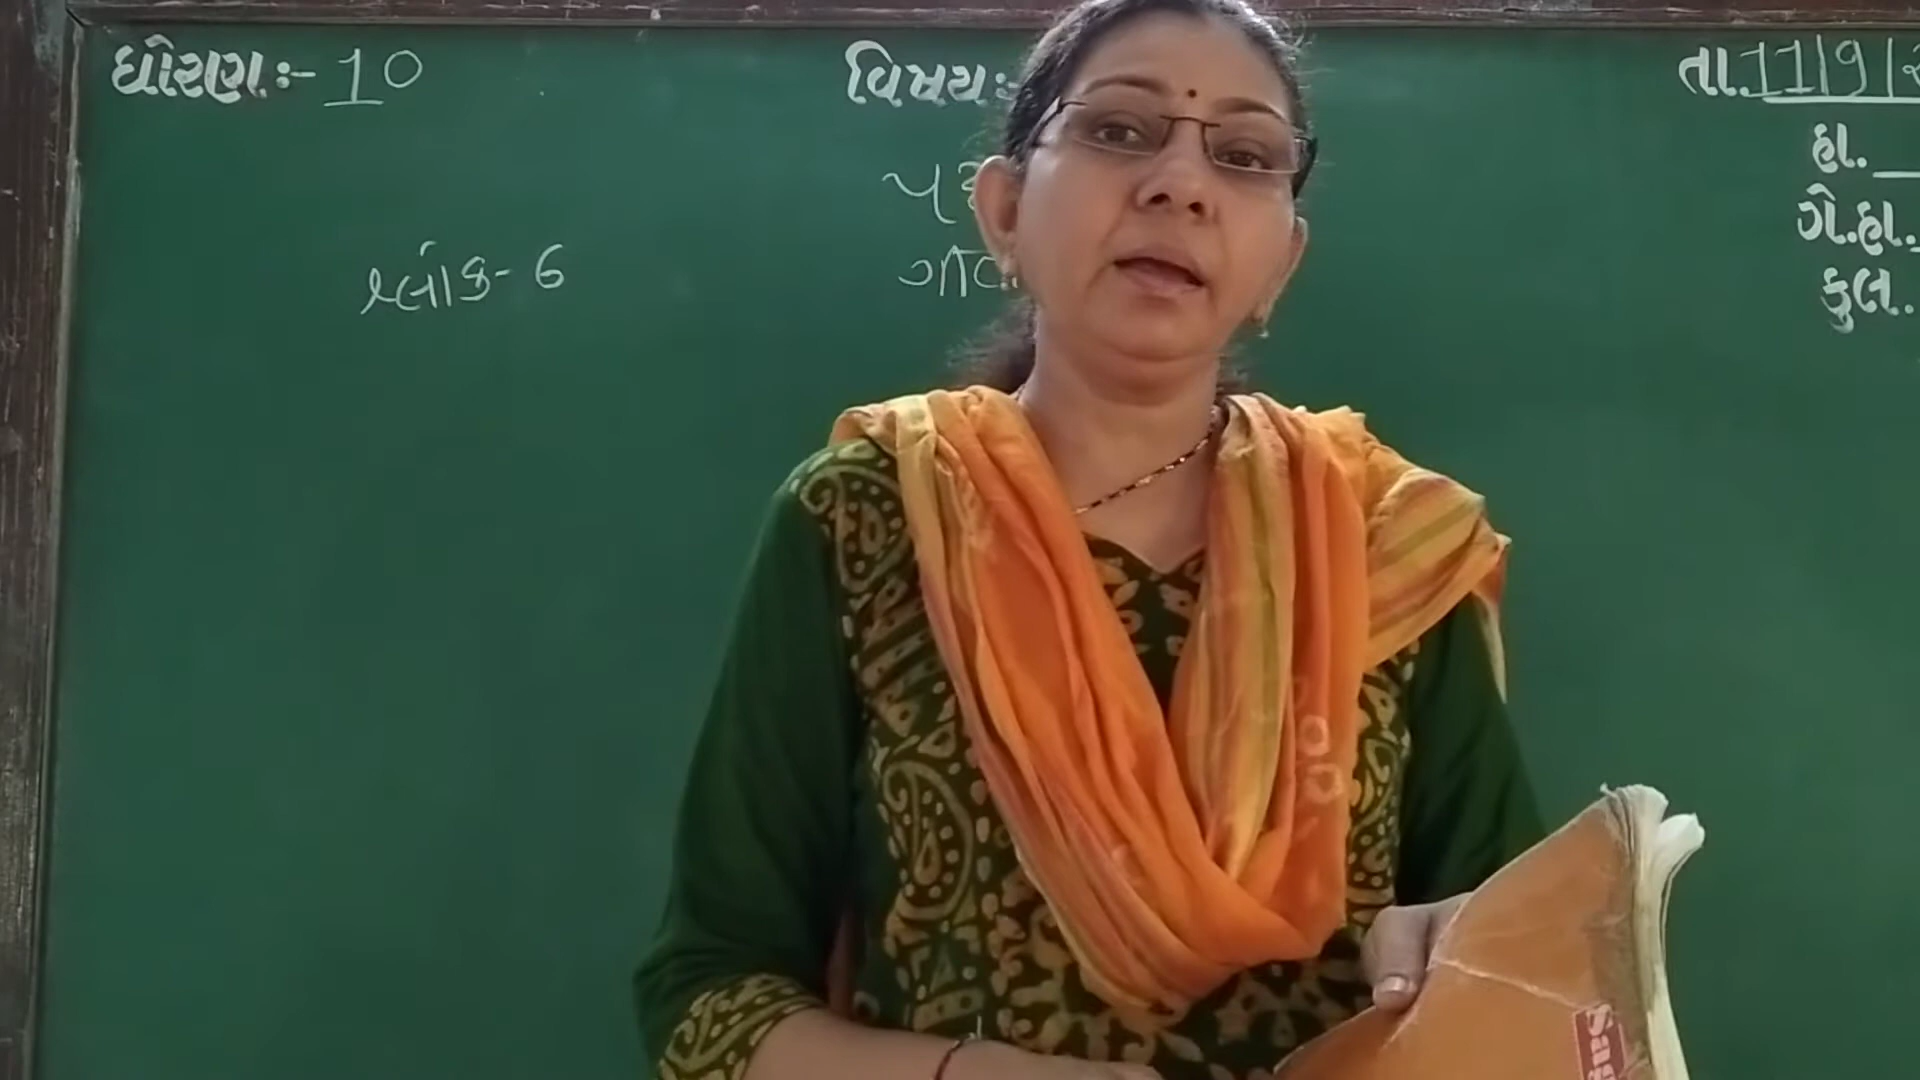 ધોરણઃ- 10
વિષયઃ-
તા. 11/9/
હા.
ગે.હા.
કુલ.
શ્લોક- 6